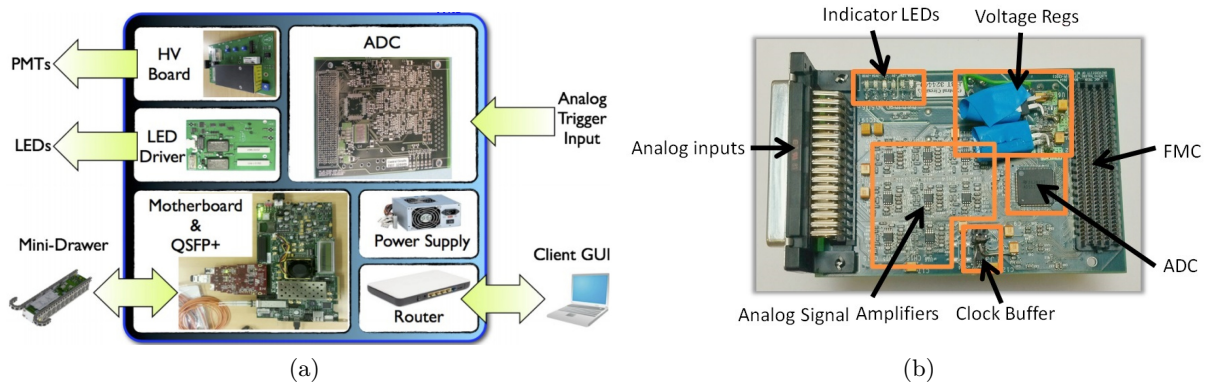 HV
Board
ADC
PMTs
LED
Driver
LEDs
Analog
Trigger
Input
Motherboard
&
QSFP+
Mini-Drawer
Power Supply
Router
Client GUI
(a)
Indicator LEDs
Voltage Regs
Analog inputs
FMC
ADC
Analog Signal Amplifiers
Clock Buffer
(b)